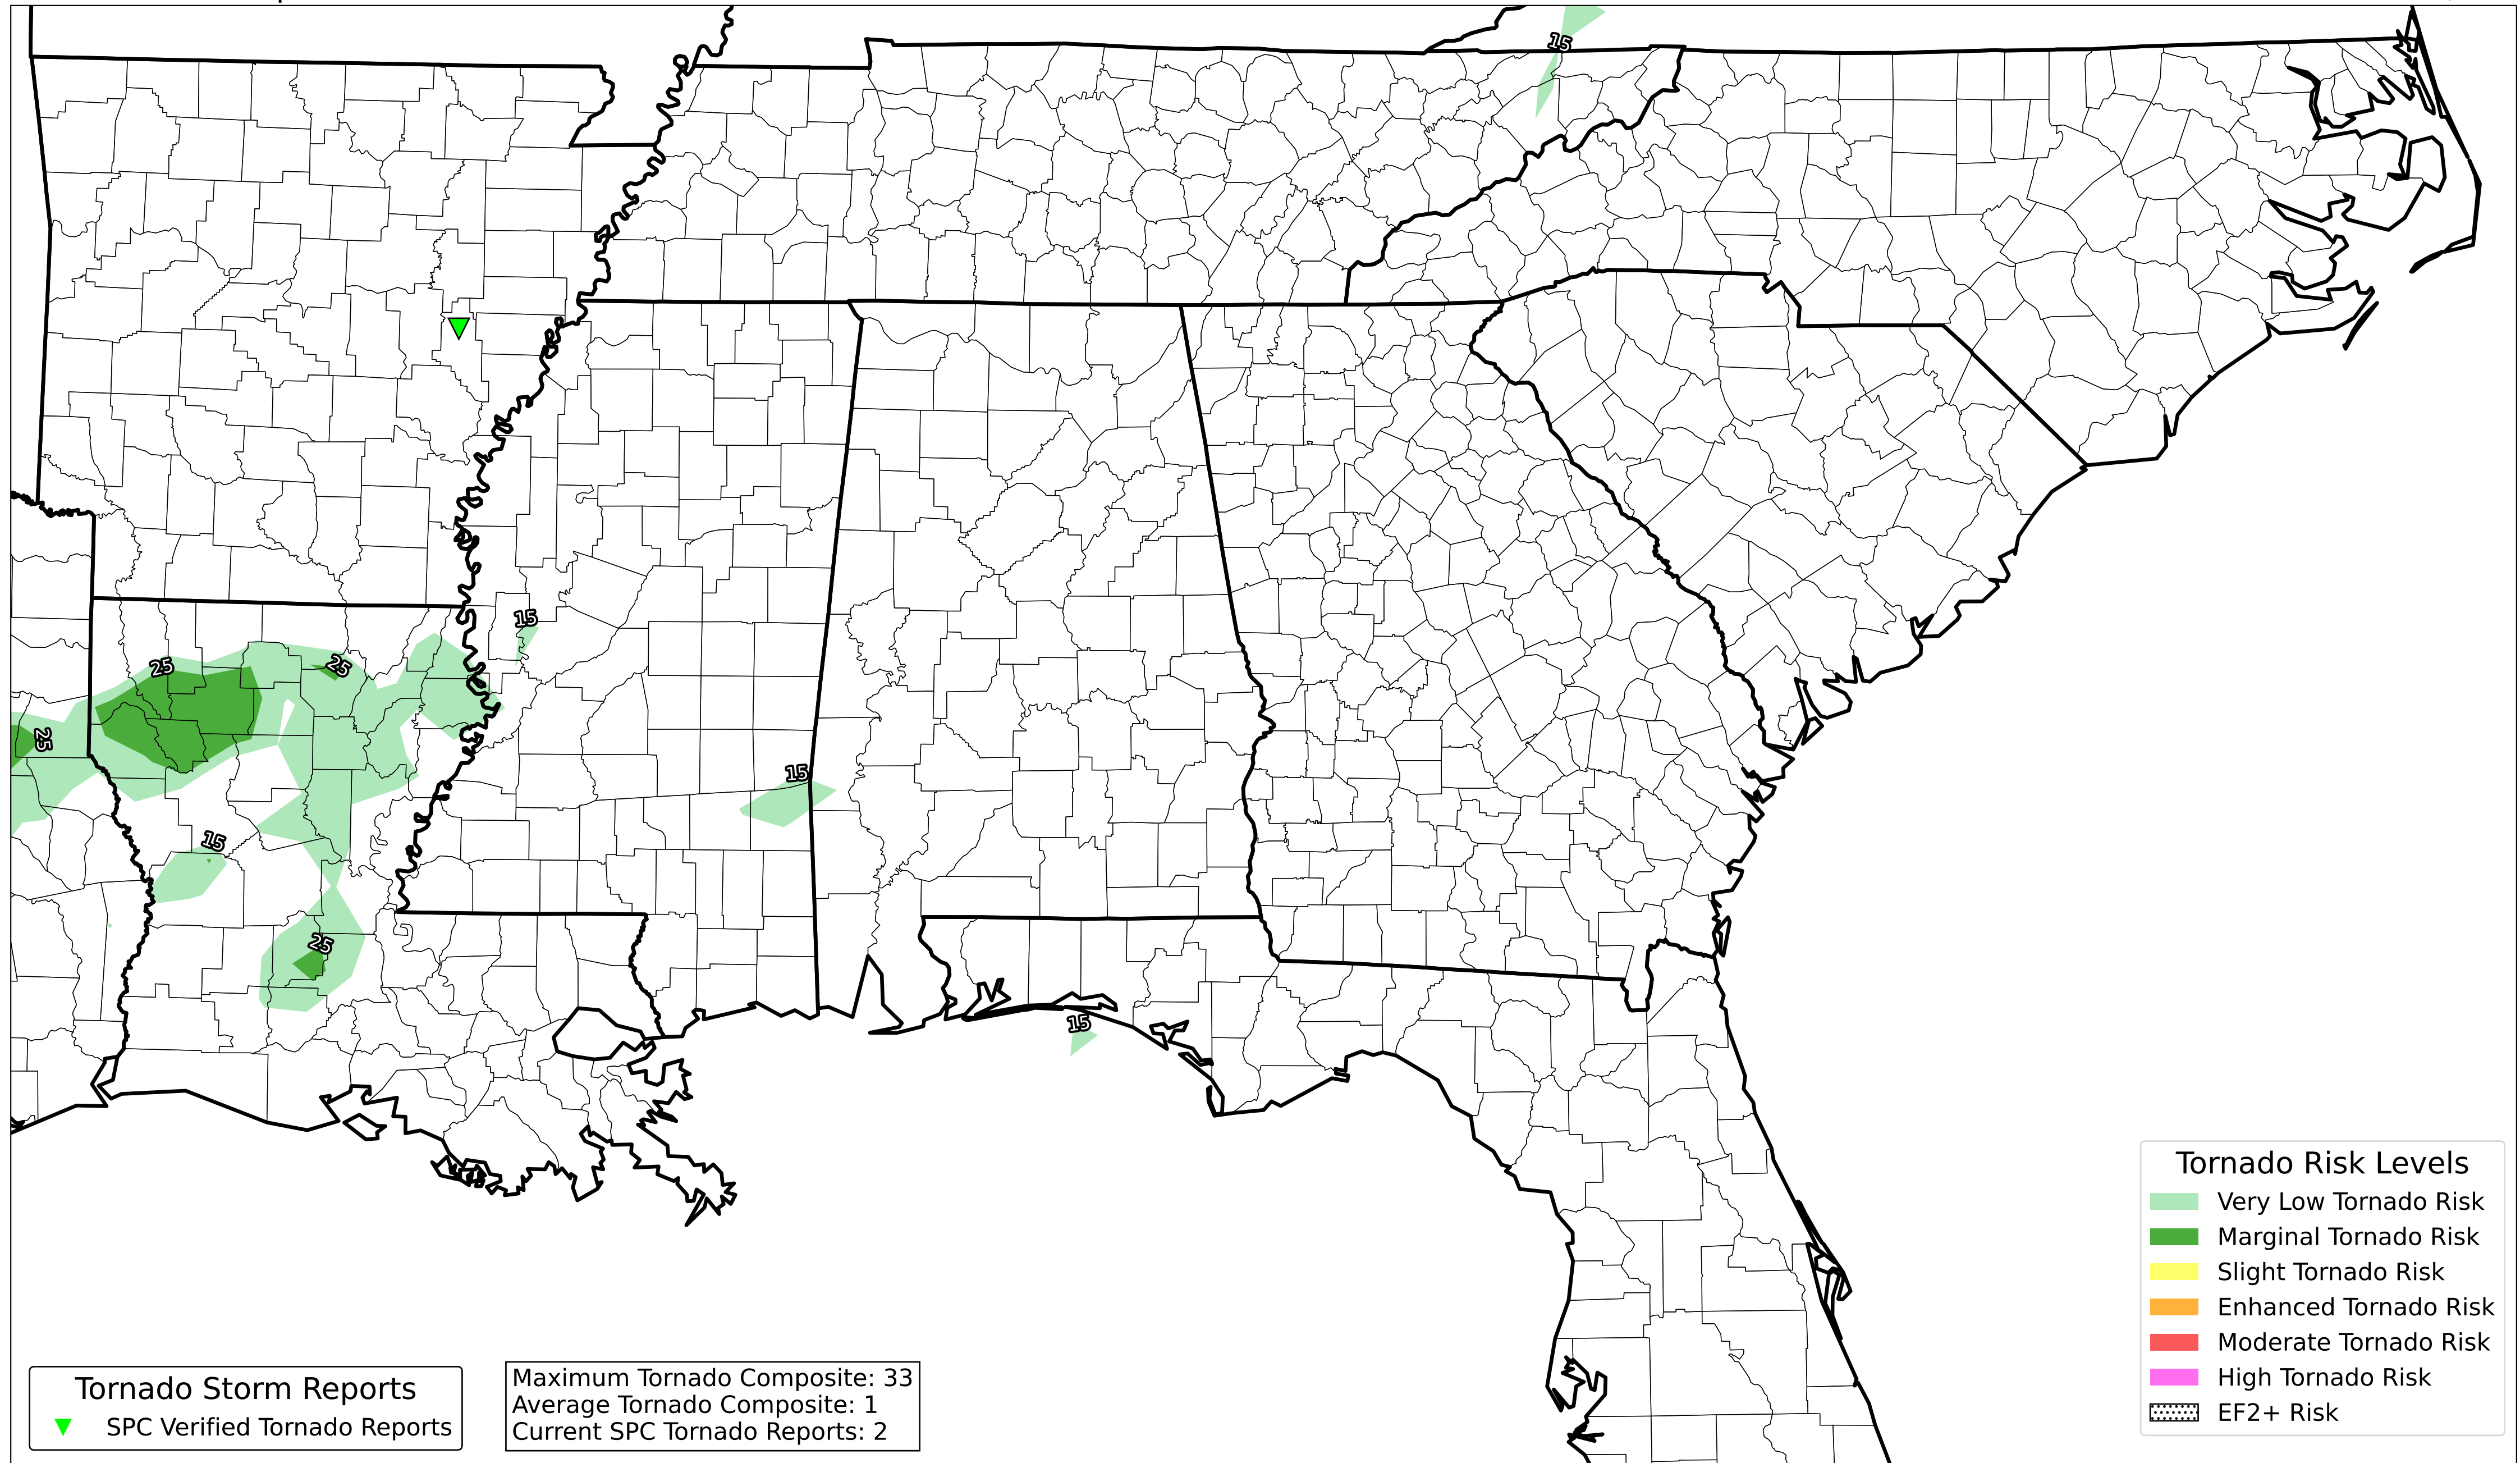 15
15
25
25
25
15
15
25
15
Tornado Risk Levels
Very Low Tornado Risk
Marginal Tornado Risk
Slight Tornado Risk
Enhanced Tornado Risk
Moderate Tornado Risk
High Tornado Risk
EF2+ Risk
Tornado Storm Reports
SPC Verified Tornado Reports
Maximum Tornado Composite: 33
Average Tornado Composite: 1
Current SPC Tornado Reports: 2